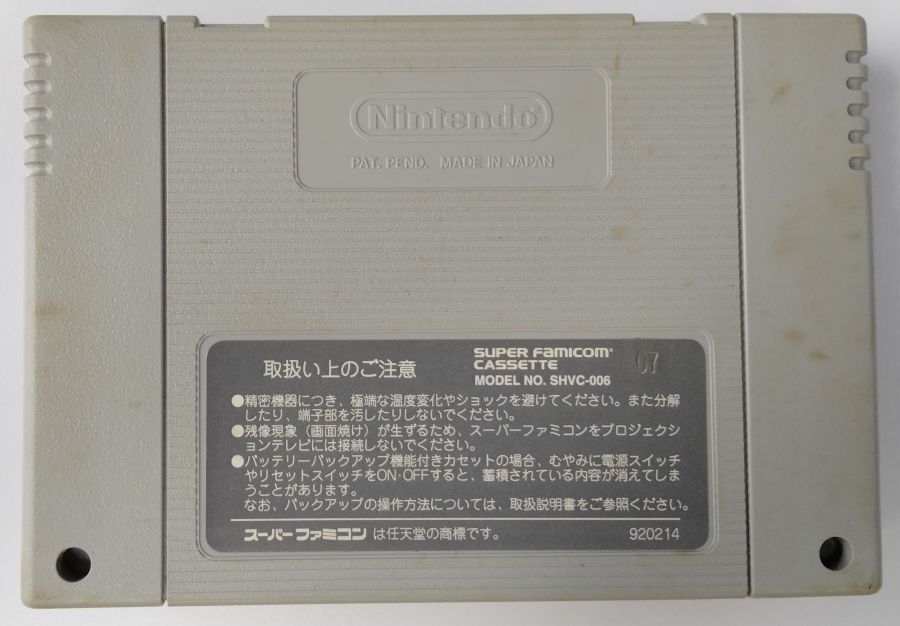 Nintendo
PAT. PEND. MADE IN JAPAN
取扱い上のご注意
SUPER FAMICOM
CASSETTE
MODEL NO. SHVC-006
07
●精密機器につき、極端な温度変化やショックを避けてください。また分解
したり、端子部を汚したりしないでください。
●残像現象（画面焼け）が生ずるため、スーパーファミコンをプロジェクシ
ョンテレビには接続しないでください。
●バッテリーバックアップ機能付きカセットの場合、むやみに電源スイッチ
やリセットスイッチをON・OFFすると、蓄積されている内容が消えてしま
うことがあります。
なお、バックアップの操作方法については、取扱説明書をご参照ください。
スーパーファミコン は任天堂の商標です。
920214